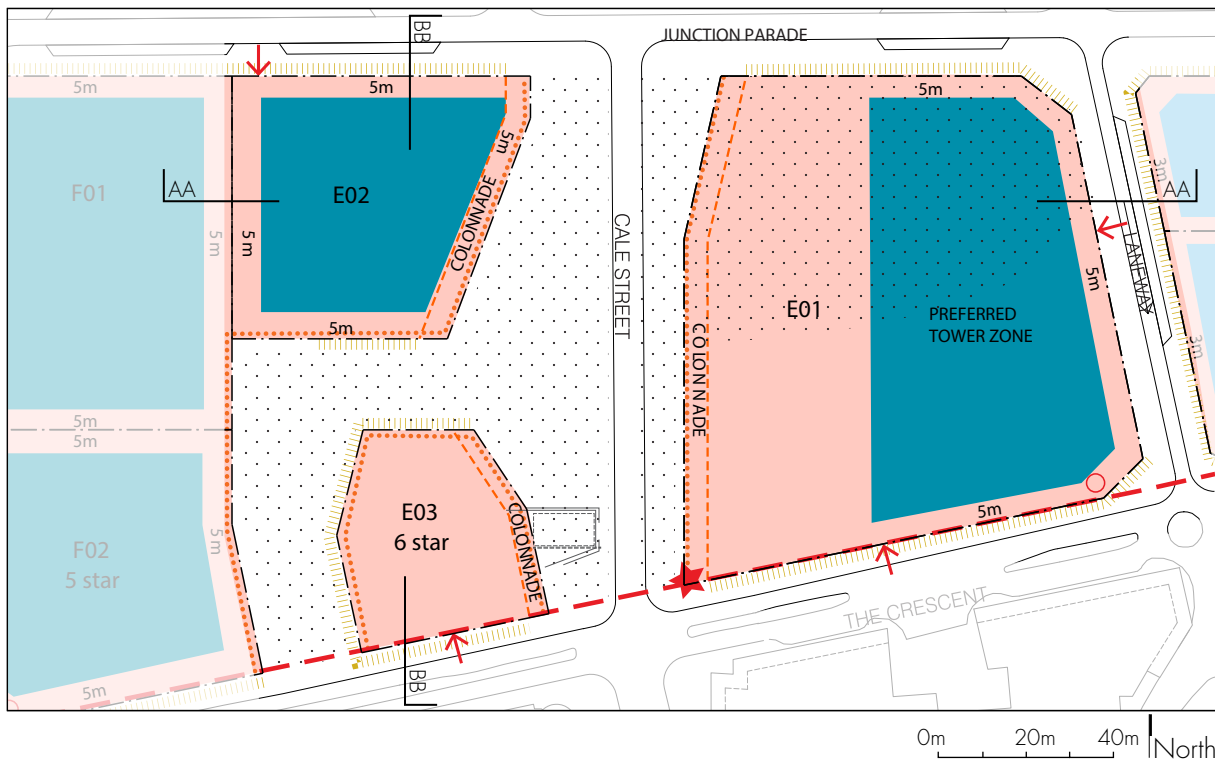 BB
JUNCTION PARADE
5m
5m
5m
5m
3m
AA
F01
E02
AA
5m
5m
COLONNADE
CALE STREET
LANEWAY
5m
E01
PREFERRED
TOWER ZONE
5m
COLONNADE
3m
5m
5m
E03
6 star
COLONNADE
5m
F02
5 star
5m
THE CRESCENT
5m
BB
0m
20m
40m
North